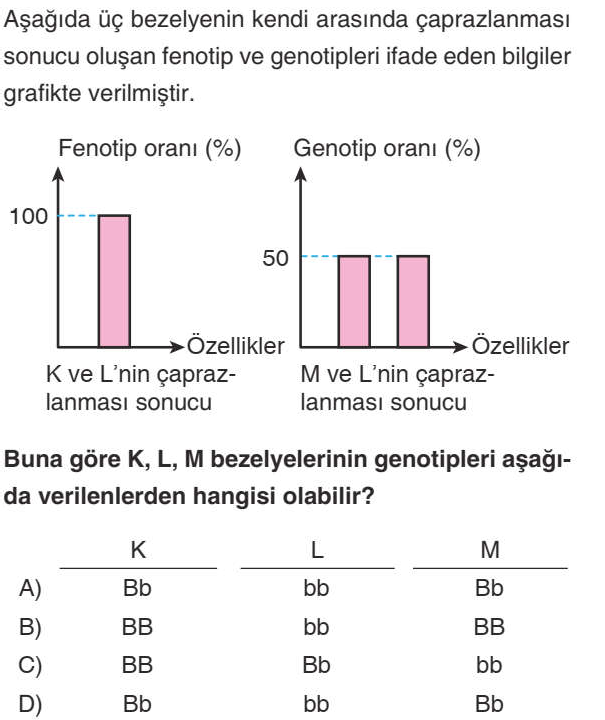 Aşağıda üç bezelyenin kendi arasında çaprazlanması
sonucu oluşan fenotip ve genotipleri ifade eden bilgiler
grafikte verilmiştir.
Fenotip oranı (%)
100
Özellikler
K ve L’nin çapraz-
lanması sonucu
Genotip oranı (%)
50
Özellikler
M ve L’nin çapraz-
lanması sonucu
Buna göre K, L, M bezelyelerinin genotipleri aşağı-
da verilenlerden hangisi olabilir?
K L M
A) Bb bb Bb
B) BB bb BB
C) BB Bb bb
D) Bb bb Bb